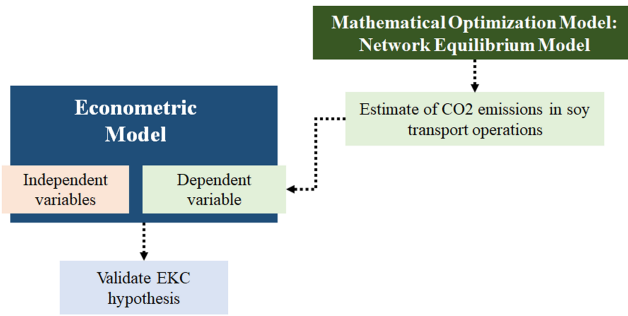 Mathematical Optimization Model:
Network Equilibrium Model
Econometric
Model
Estimate of CO2 emissions in soy
transport operations
Independent
variables
Dependent
variable
Validate EKC
hypothesis